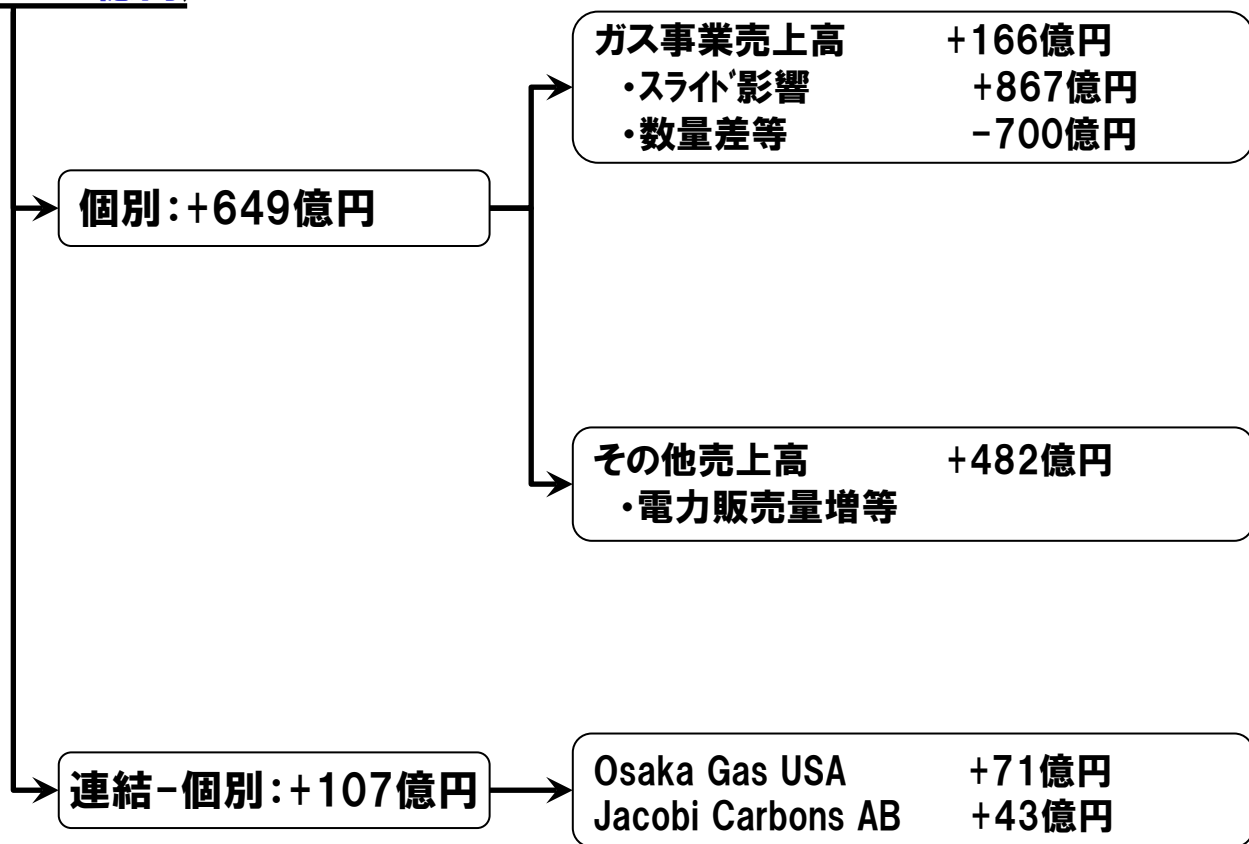 ガス事業売上高 +166億円
・スライド影響 +867億円
・数量差等 -700億円
個別:+649億円
その他売上高 +482億円
・電力販売量増等
連結-個別:+107億円
Osaka Gas USA +71億円
Jacobi Carbons AB +43億円